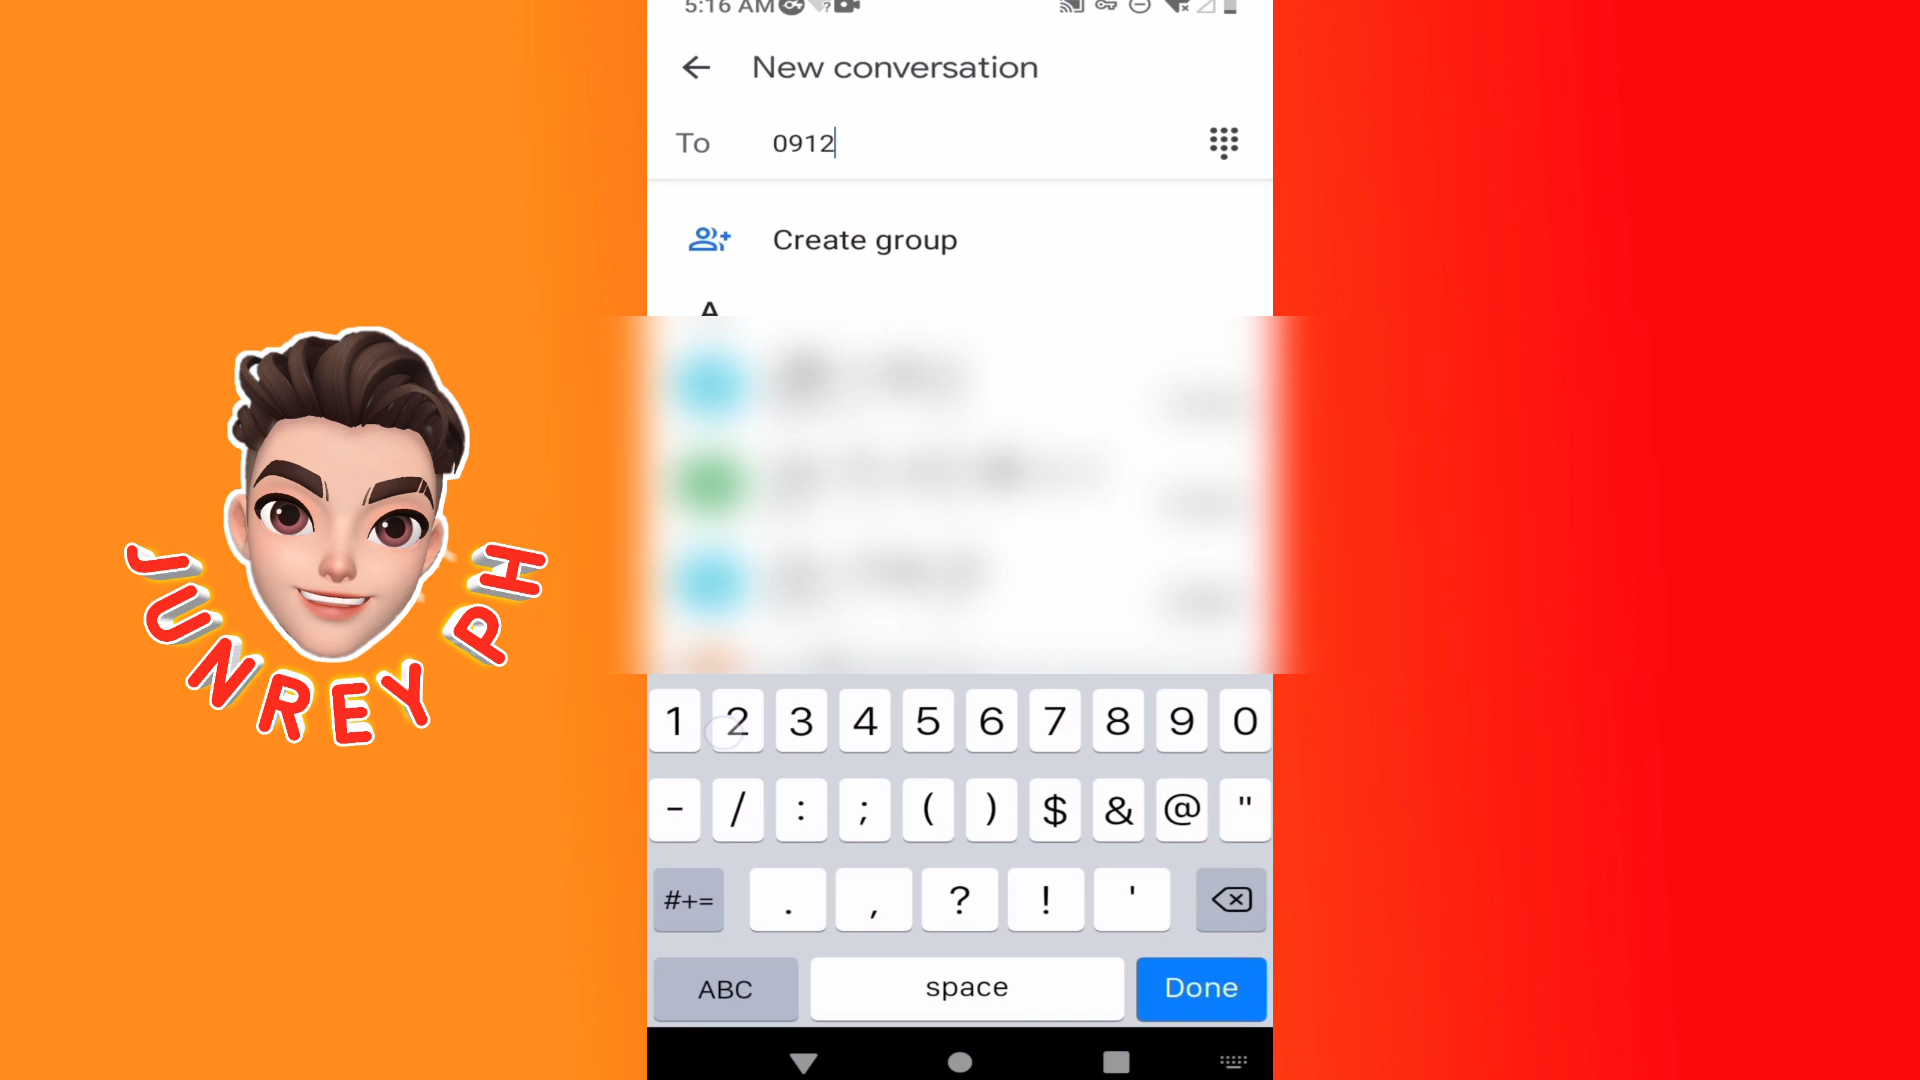 5:16 AM
New conversation
To 0912
Create group
A
JUNREY PH
1 2 3 4 5 6 7 8 9 0
- / : ; ( ) $ & @ "
#+= . , ? ! '
ABC space Done